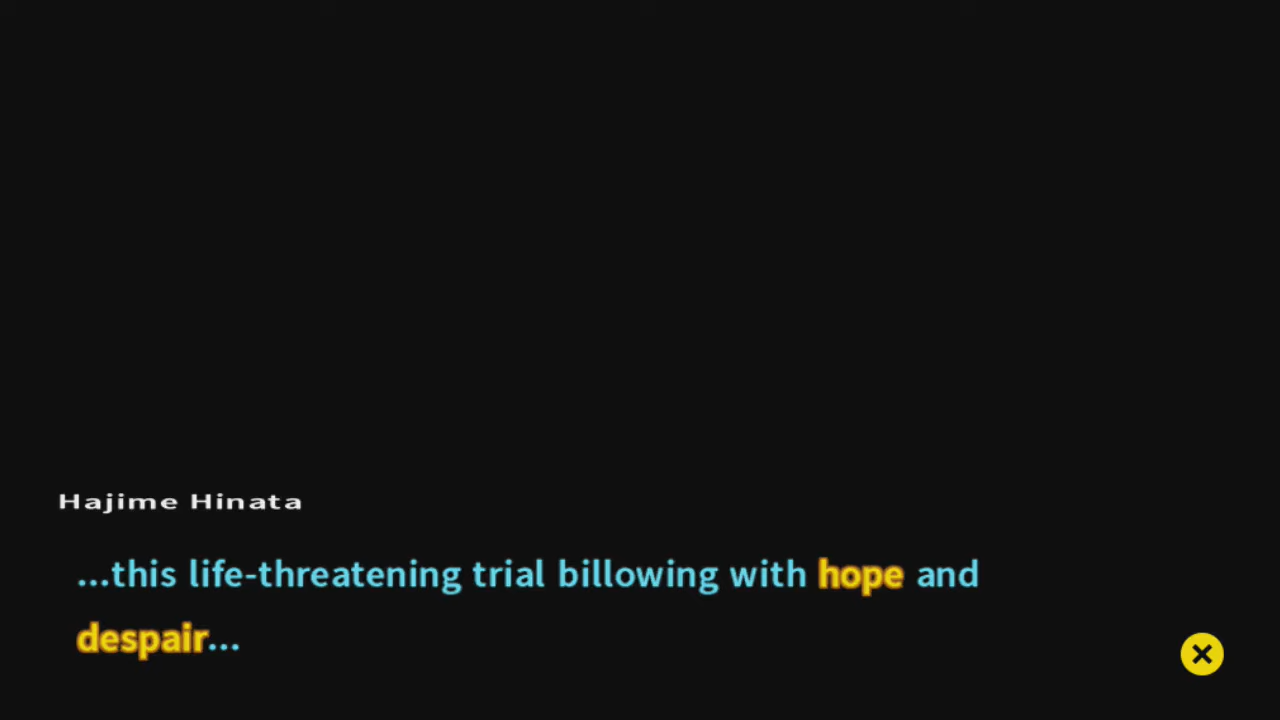 Hajime Hinata
...this life-threatening trial billowing with hope and
despair...